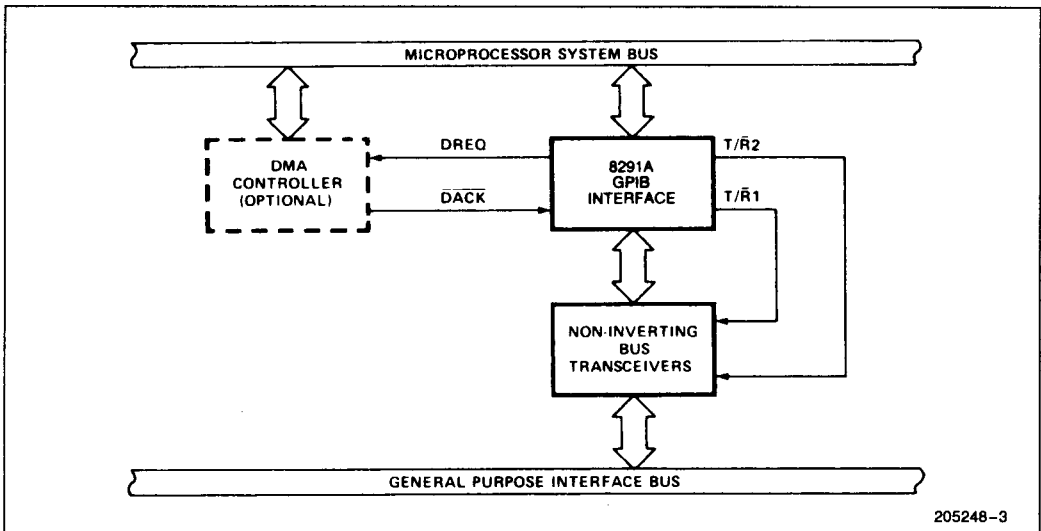 MICROPROCESSOR SYSTEM BUS
DMA
CONTROLLER
(OPTIONAL)
DREQ
D̅A̅C̅K̅
8291A
GPIB
INTERFACE
T/R̅2
T/R̅1
NON-INVERTING
BUS
TRANSCEIVERS
GENERAL PURPOSE INTERFACE BUS
205248-3